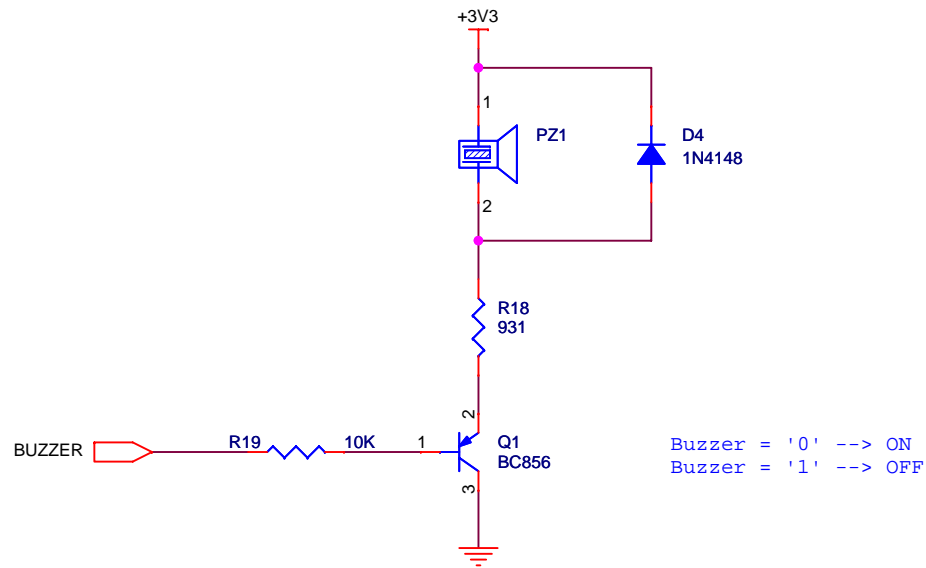 +3V3
1
PZ1
D4
1N4148
2
R18
931
2
BUZZER
R19
10K
1
Q1
BC856
3
Buzzer = '0' --> ON
Buzzer = '1' --> OFF